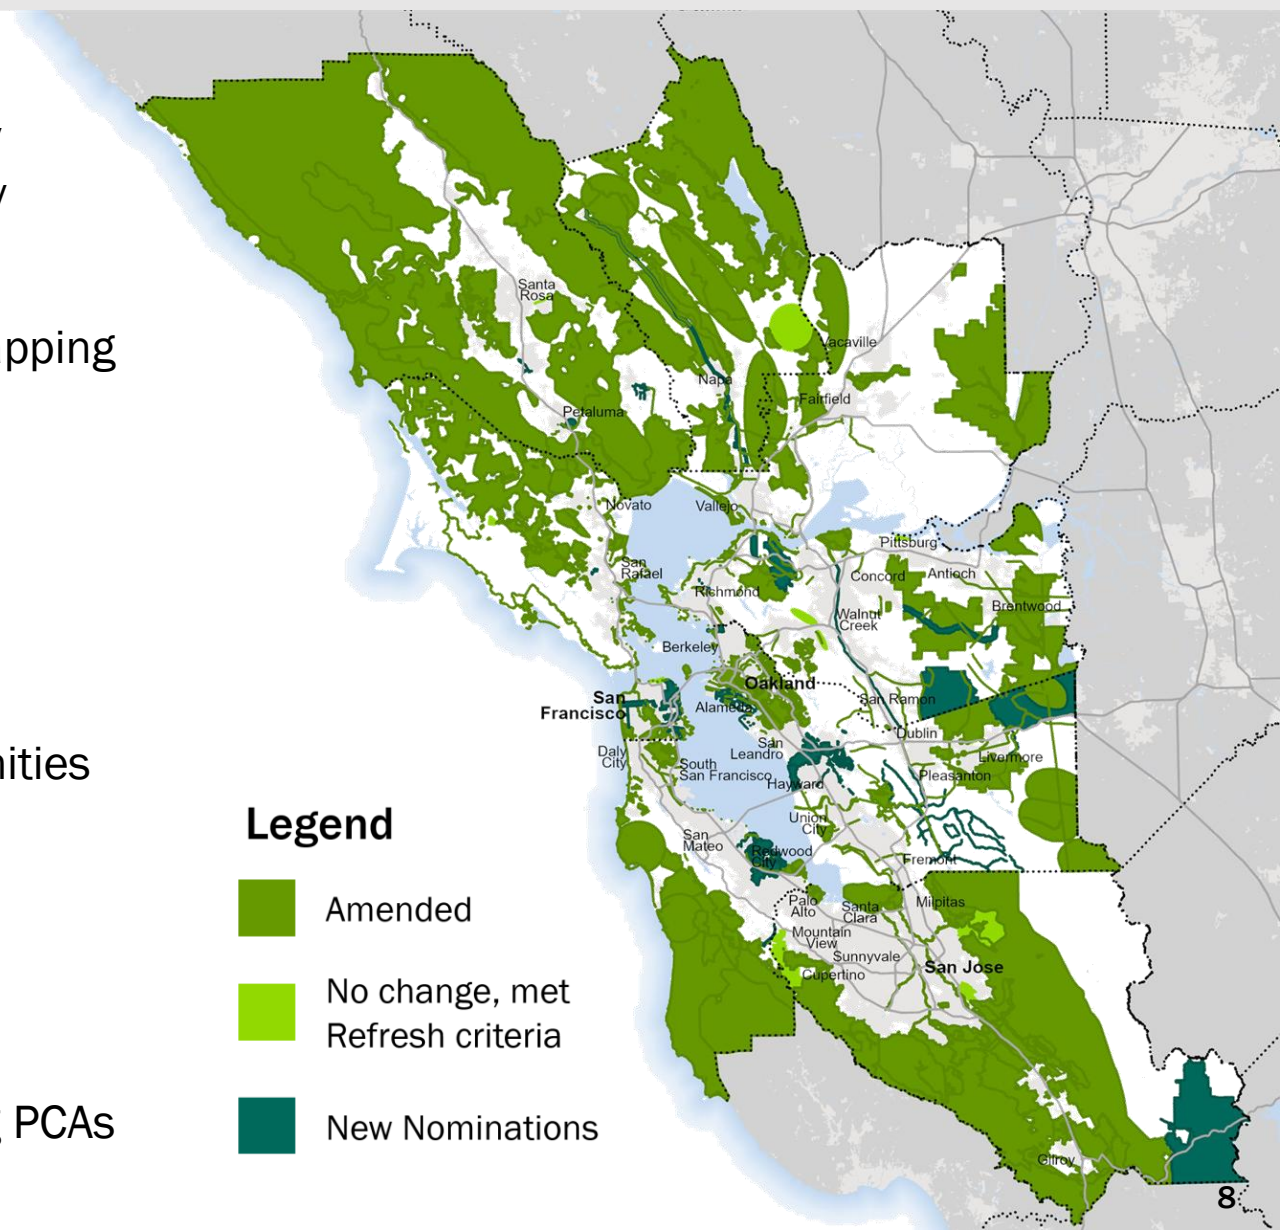 y
y
pping
nities
g PCAs
Santa
Rosa
Vacaville
Napa
Fairfield
Petaluma
Novato
Vallejo
Pittsburg
San
Rafael
Concord
Antioch
Richmond
Brentwood
Walnut
Creek
Berkeley
Oakland
San
Francisco
Alameda
San Ramon
Dublin
Daly
City
San
Leandro
Livermore
South
San Francisco
Pleasanton
Hayward
Union
City
San
Mateo
Redwood
City
Fremont
Palo
Alto
Santa
Clara
Milpitas
Mountain
View
Sunnyvale
San Jose
Cupertino
Gilroy
Legend
Amended
No change, met
Refresh criteria
New Nominations
8